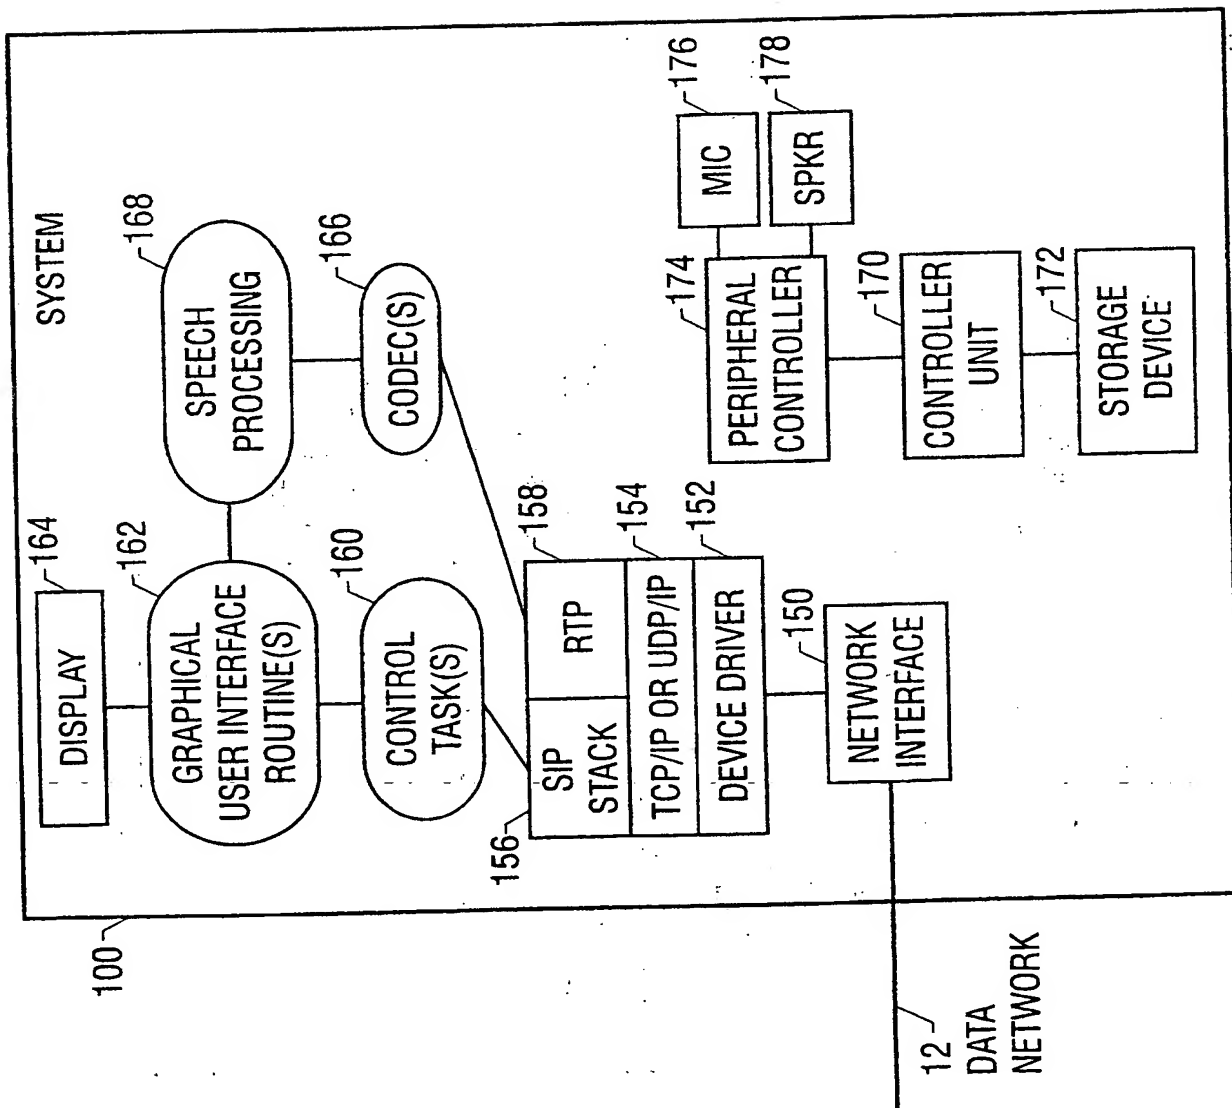 SYSTEM
100
DISPLAY
164
GRAPHICAL
USER INTERFACE
ROUTINE(S)
162
SPEECH
PROCESSING
168
CONTROL
TASK(S)
160
CODEC(S)
166
SIP
STACK
156
RTP
158
TCP/IP OR UDP/IP
154
DEVICE DRIVER
152
NETWORK
INTERFACE
150
12
DATA
NETWORK
MIC
176
SPKR
178
PERIPHERAL
CONTROLLER
174
CONTROLLER
UNIT
170
STORAGE
DEVICE
172